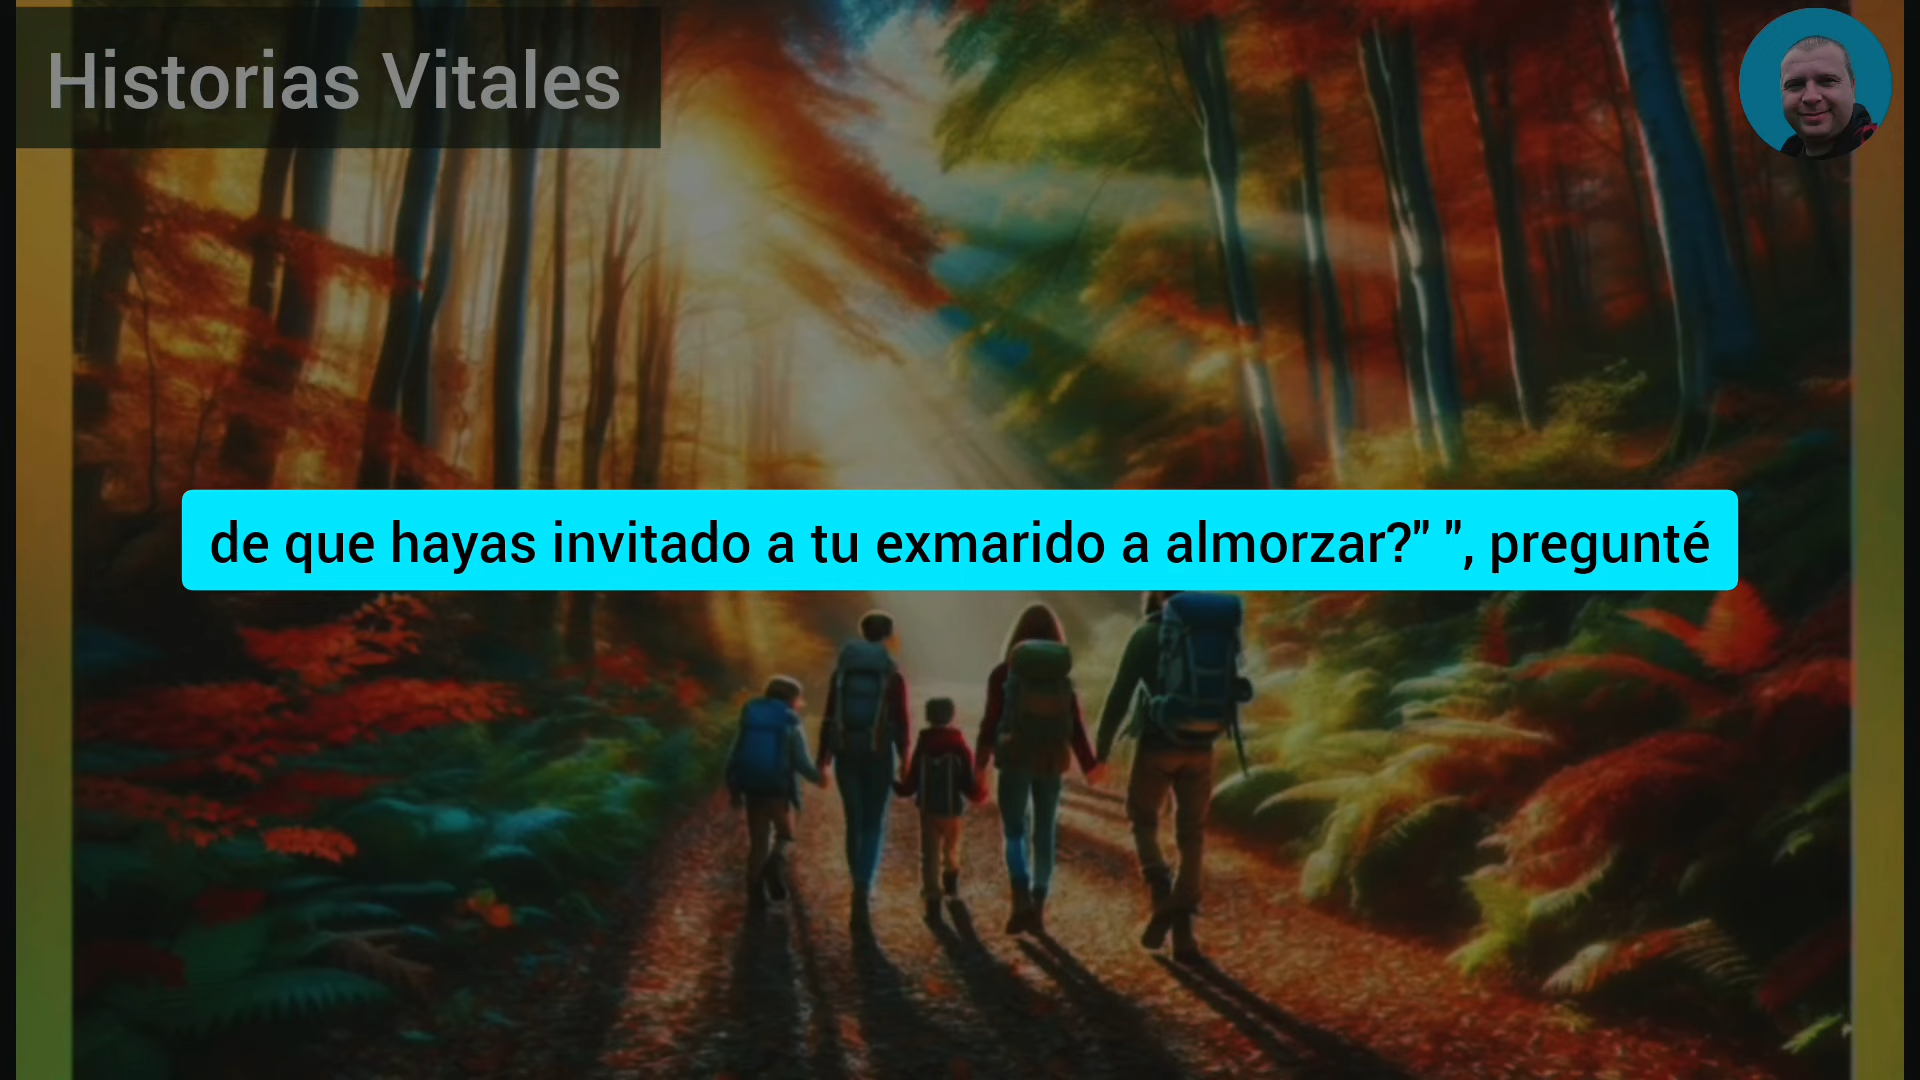 Historias Vitales
de que hayas invitado a tu exmarido a almorzar?" ", pregunté